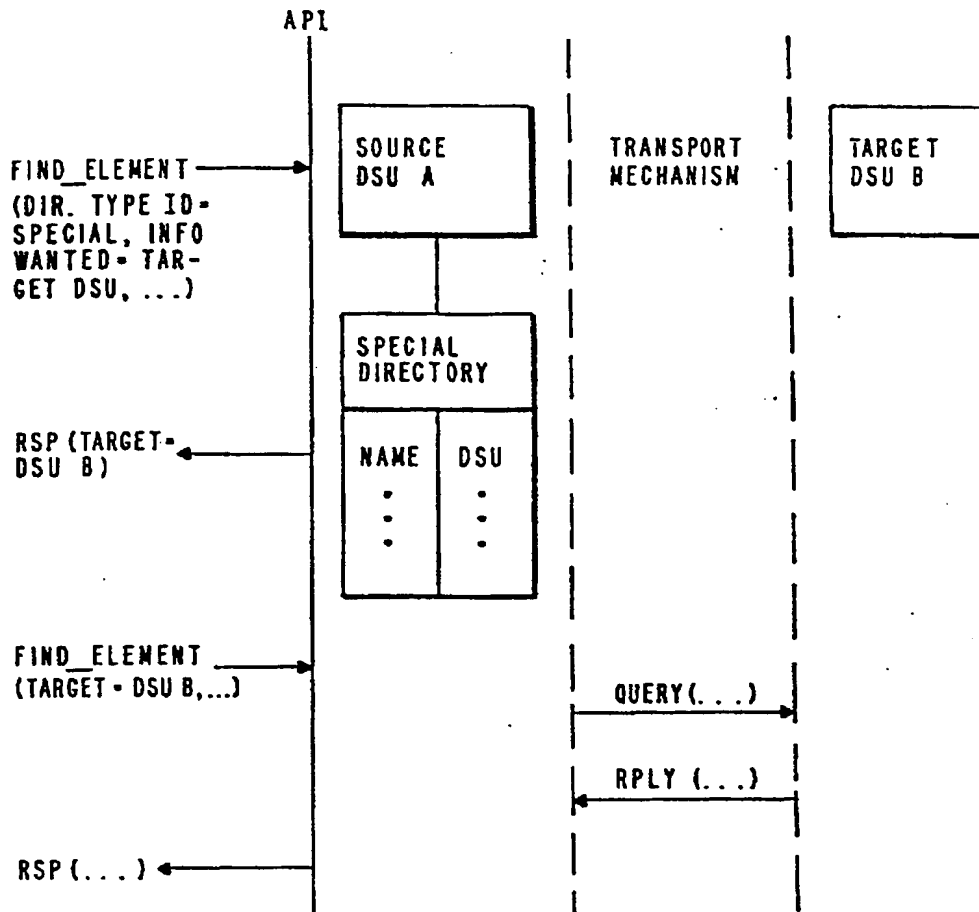 API
SOURCE
DSU A
TRANSPORT
MECHANISM
TARGET
DSU B
FIND_ELEMENT
(DIR. TYPE ID=
SPECIAL, INFO
WANTED= TAR-
GET DSU, ...)
SPECIAL
DIRECTORY
NAME
DSU
RSP (TARGET=
DSU B)
FIND_ELEMENT
(TARGET = DSU B,...)
QUERY(...)
RPLY (...)
RSP(...)